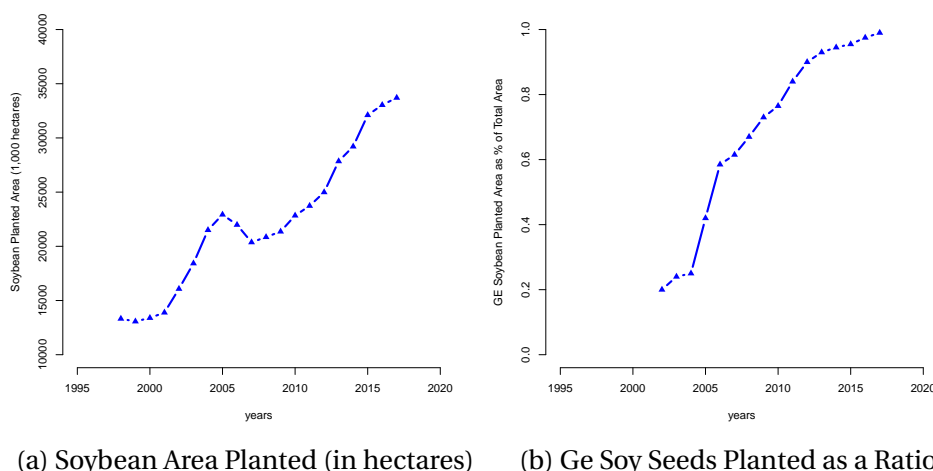 Soybean Planted Area (1,000 hectares)
40000
35000
30000
25000
20000
15000
10000
1995 2000 2005 2010 2015 2020
years
(a) Soybean Area Planted (in hectares)
GE Soybean Planted Area as % of Total Area
1.0
0.8
0.6
0.4
0.2
0.0
1995 2000 2005 2010 2015 2020
years
(b) Ge Soy Seeds Planted as a Ratio